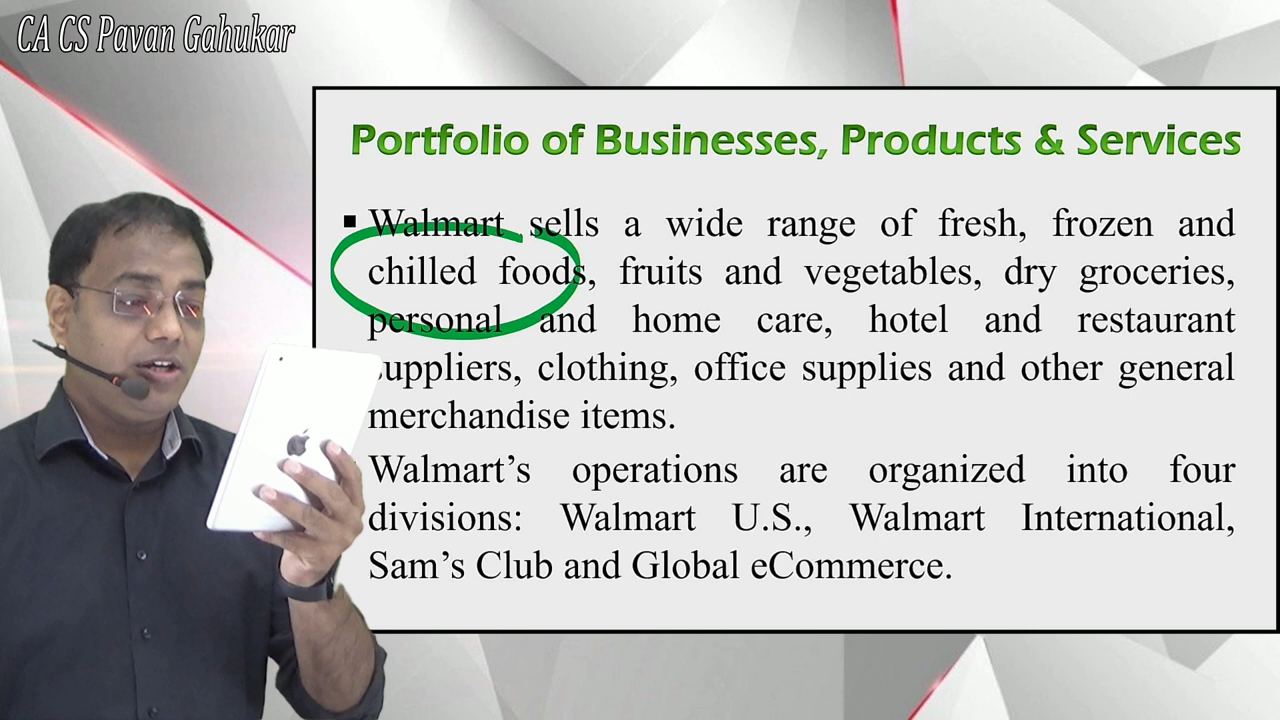 CA CS Pavan Gahukar
Portfolio of Businesses, Products & Services
Walmart sells a wide range of fresh, frozen and
chilled foods, fruits and vegetables, dry groceries,
personal and home care, hotel and restaurant
suppliers, clothing, office supplies and other general
merchandise items.
Walmart’s operations are organized into four
divisions: Walmart U.S., Walmart International,
Sam’s Club and Global eCommerce.